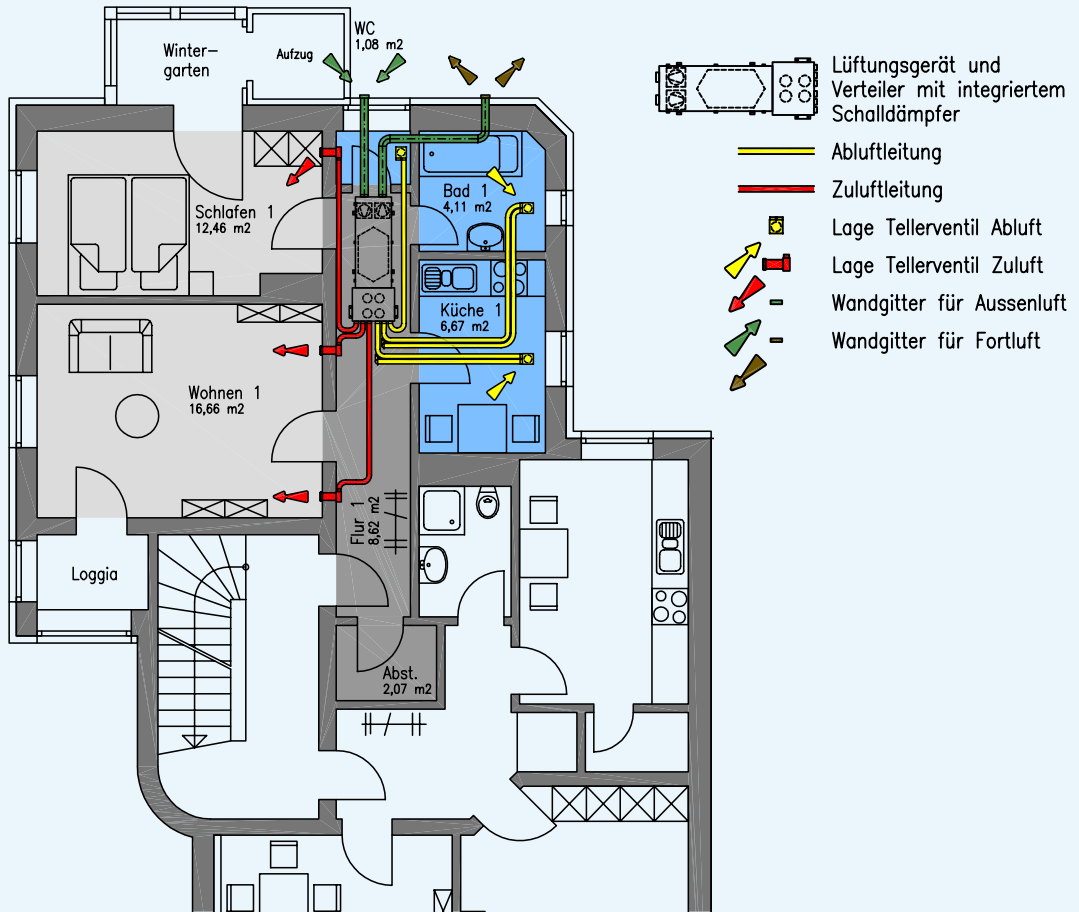 WC
1,08 m2
Winter-
garten
Aufzug
Schlafen 1
12,46 m2
Bad 1
4,11 m2
Küche 1
6,67 m2
Wohnen 1
16,66 m2
Flur 1
8,62 m2
Loggia
Abst.
2,07 m2
Lüftungsgerät und
Verteiler mit integriertem
Schalldämpfer
Abluftleitung
Zuluftleitung
Lage Tellerventil Abluft
Lage Tellerventil Zuluft
Wandgitter für Aussenluft
Wandgitter für Fortluft